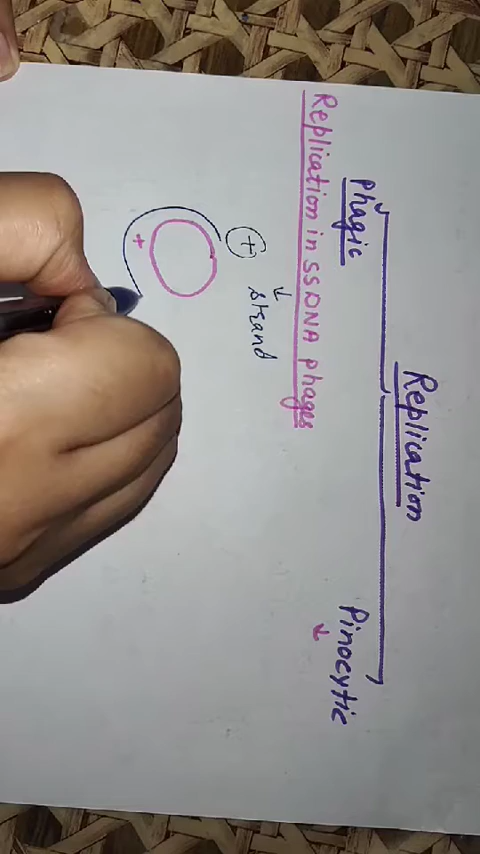 Replication
Phagic
Pinocytic
Replication in SSDNA phages
+
strand
+